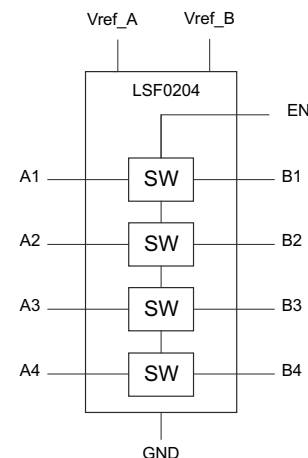 Vref_A Vref_B
LSF0204
EN
A1 SW B1
A2 SW B2
A3 SW B3
A4 SW B4
GND